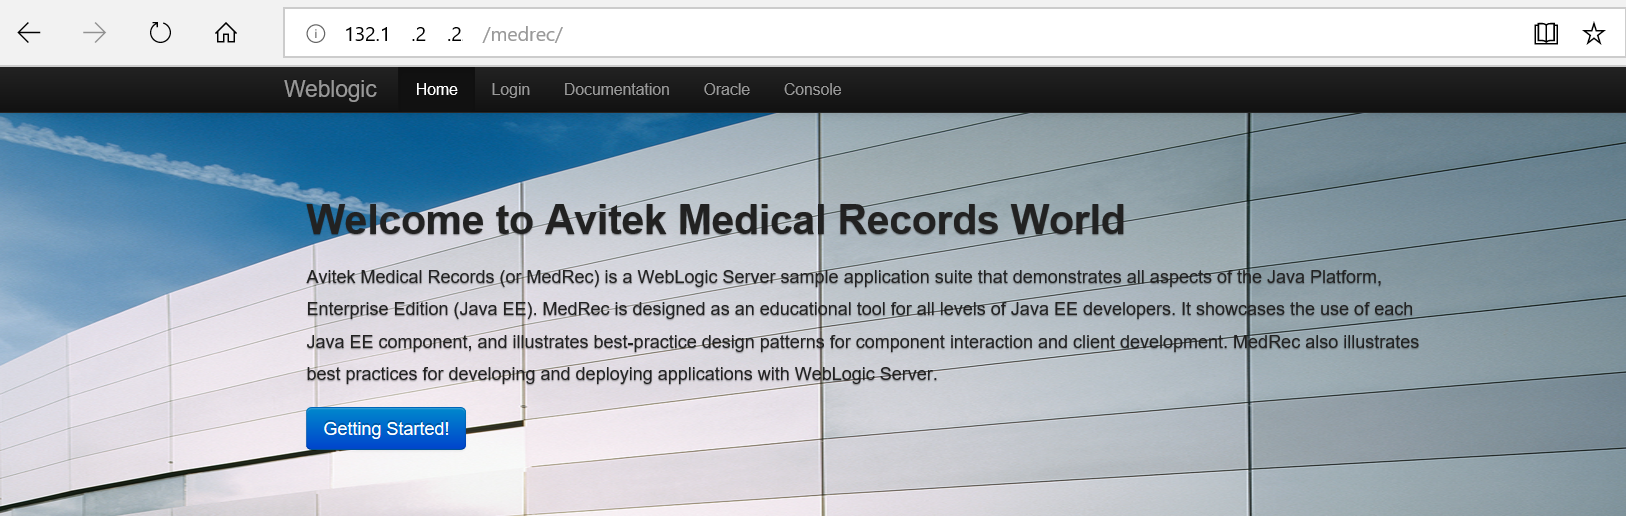 132.1 .2 .2 /medrec/
Weblogic Home Login Documentation Oracle Console
Welcome to Avitek Medical Records World
Avitek Medical Records (or MedRec) is a WebLogic Server sample application suite that demonstrates all aspects of the Java Platform,
Enterprise Edition (Java EE). MedRec is designed as an educational tool for all levels of Java EE developers. It showcases the use of each
Java EE component, and illustrates best-practice design patterns for component interaction and client development. MedRec also illustrates
best practices for developing and deploying applications with WebLogic Server.
Getting Started!